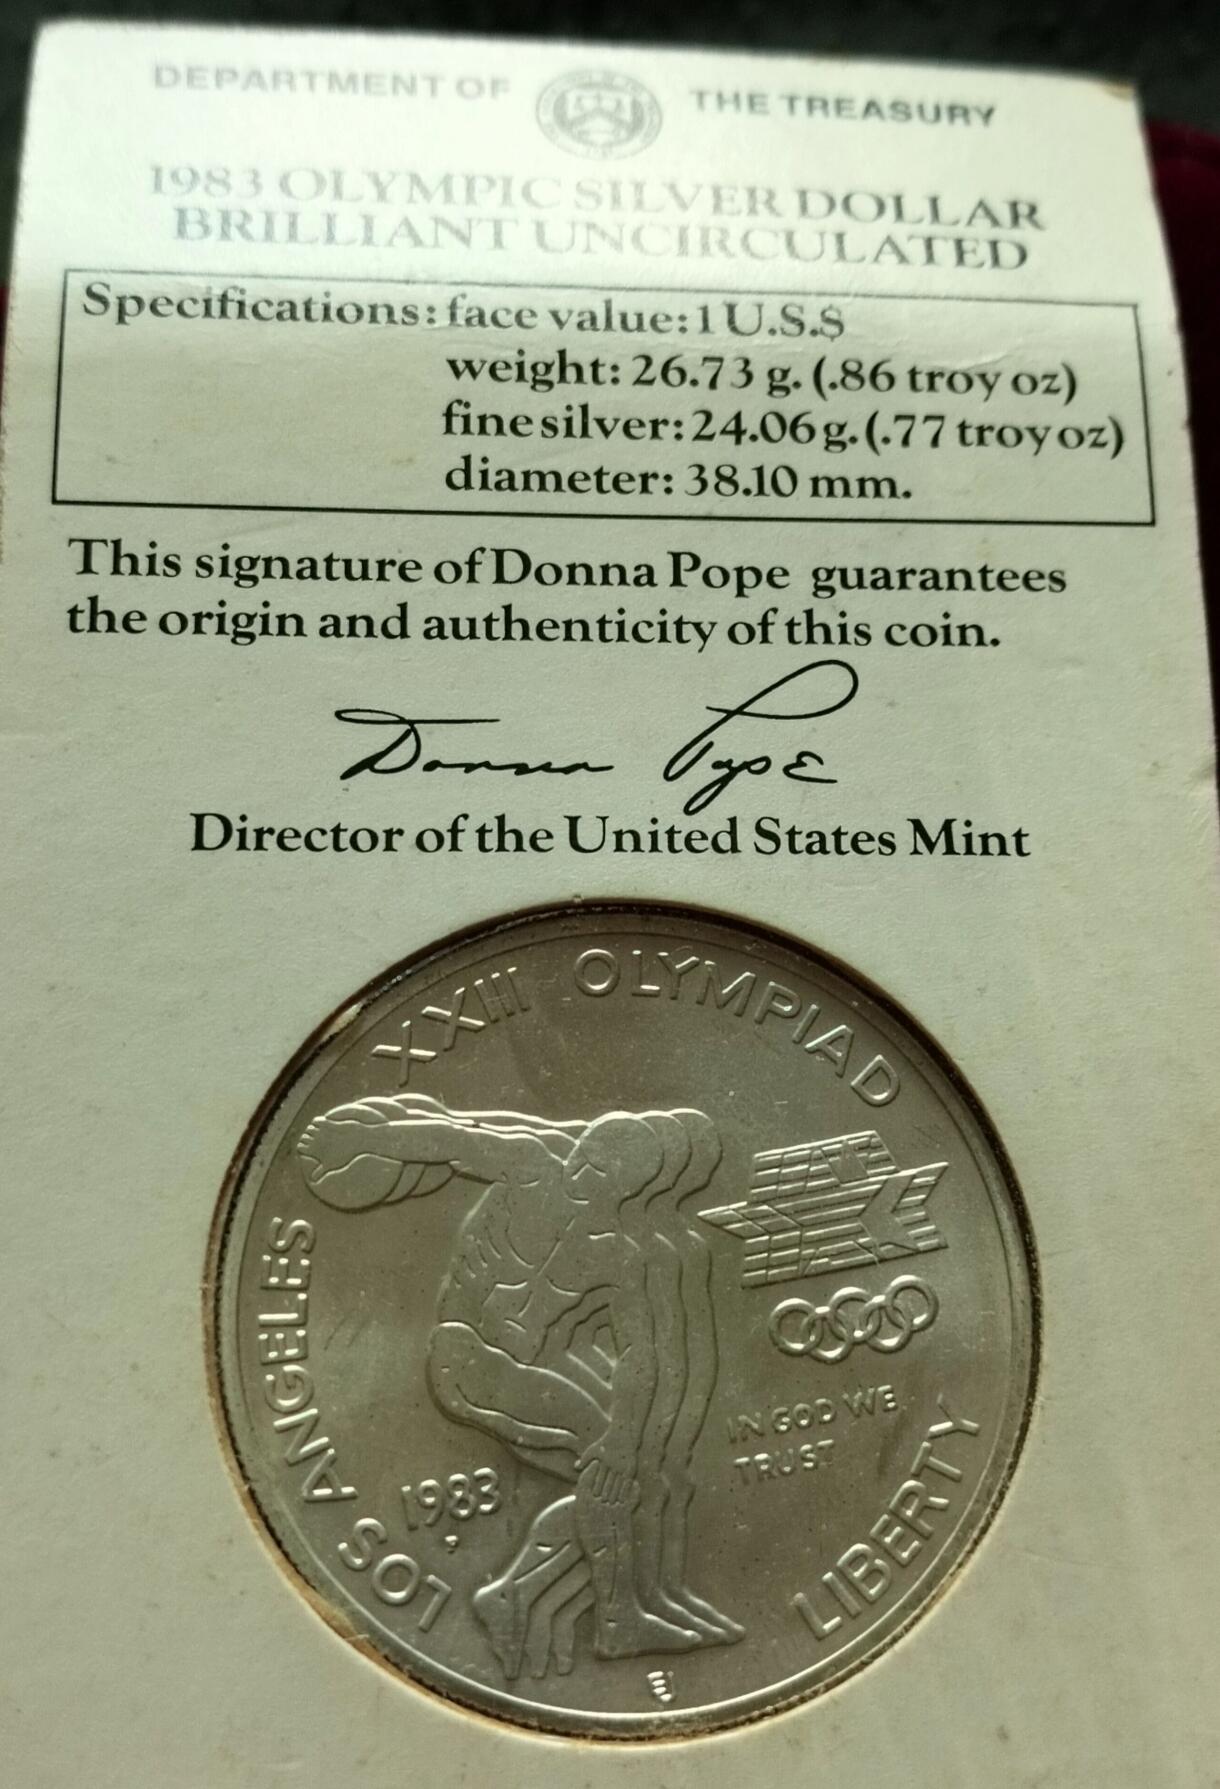 DEPARTMENT OF THE TREASURY
1983 OLYMPIC SILVER DOLLAR
BRILLIANT UNCIRCULATED
Specifications: face value: 1 U.S.$
weight: 26.73 g. (.86 troy oz)
fine silver: 24.06 g. (.77 troy oz)
diameter: 38.10 mm.
This signature of Donna Pope guarantees
the origin and authenticity of this coin.
Donna Pope
Director of the United States Mint
LOS ANGELES XXIII OLYMPIAD
IN GOD WE
TRUST
1983
P
LIBERTY